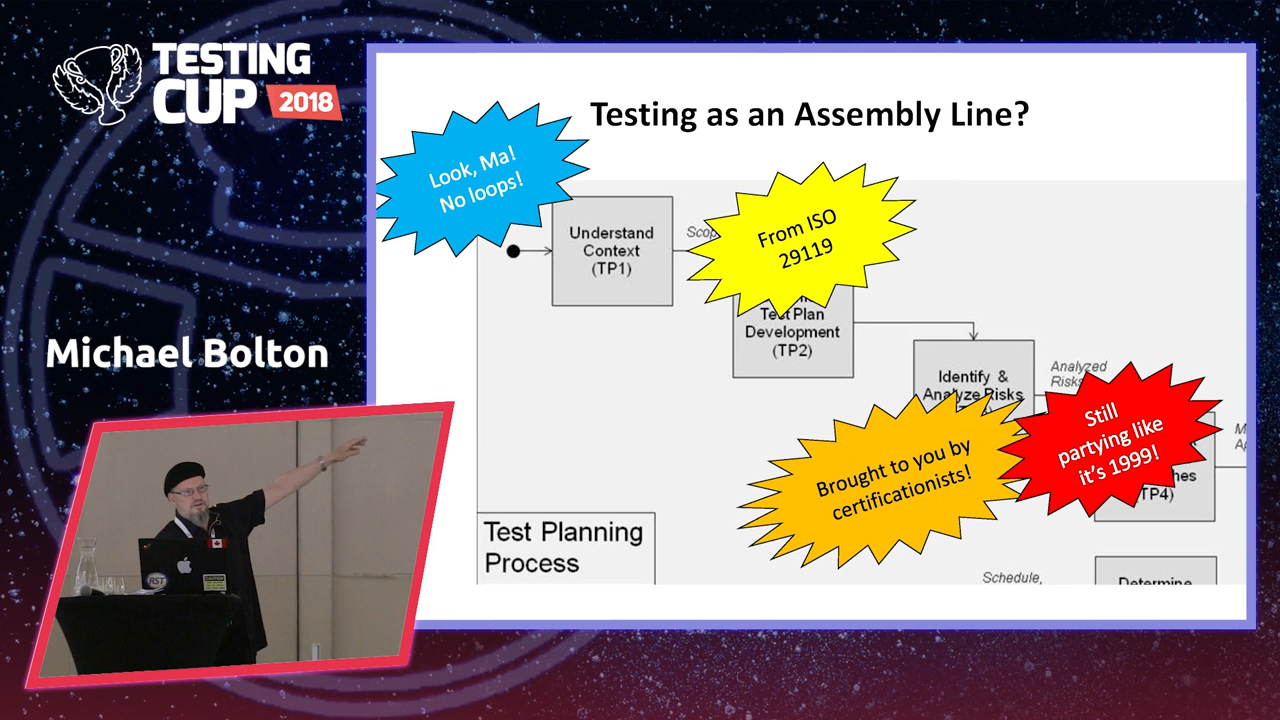 TESTING
CUP
2018
Michael Bolton
RST
CAUTION
Testing as an Assembly Line?
Look, Ma!
No loops!
Understand
Context
(TP1)
From ISO
29119
Test Plan
Development
(TP2)
Identify &
Analyze Risks
Analyzed
Risks
Brought to you by
certificationists!
Still
partying like
it's 1999!
(TP4)
Test Planning
Process
Schedule,
Determine